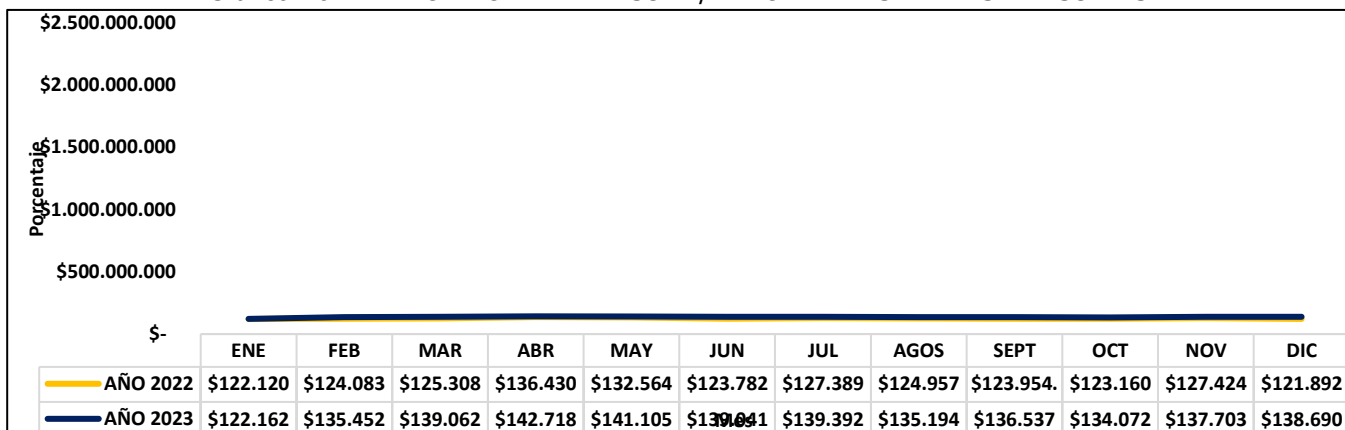 $2.500.000.000
$2.000.000.000
$1.500.000.000
$1.000.000.000
$500.000.000
$-
Porcentaje
ENE FEB MAR ABR MAY JUN JUL AGOS SEPT OCT NOV DIC
AÑO 2022 $122.120 $124.083 $125.308 $136.430 $132.564 $123.782 $127.389 $124.957 $123.954. $123.160 $127.424 $121.892
AÑO 2023 $122.162 $135.452 $139.062 $142.718 $141.105 $139.041 $139.392 $135.194 $136.537 $134.072 $137.703 $138.690
Mes